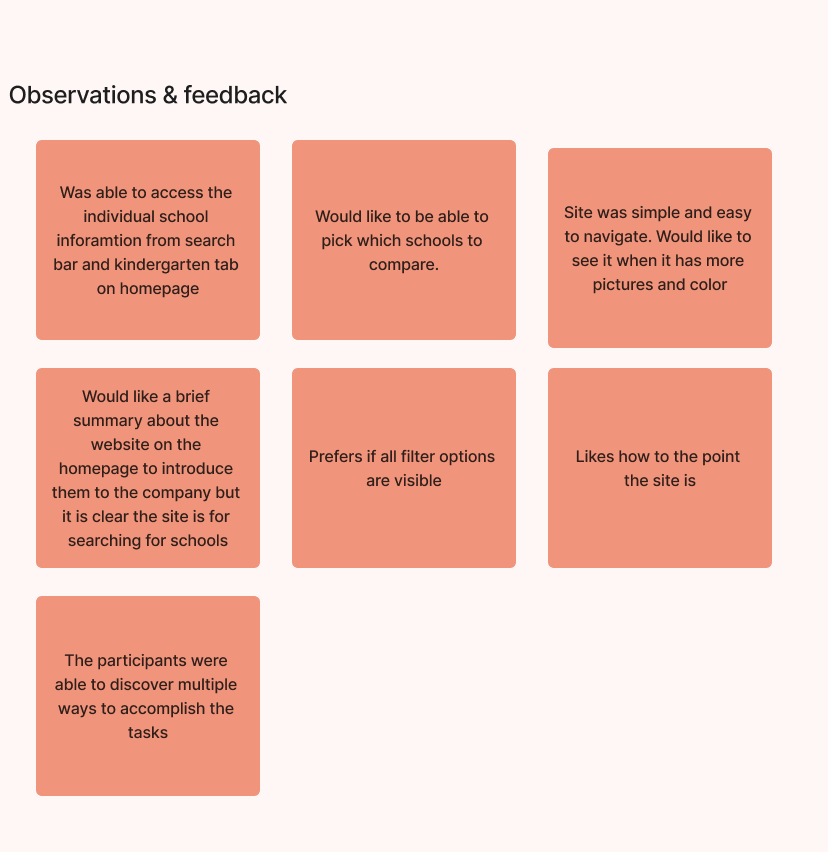 Observations & feedback
Was able to access the
individual school
inforamtion from search
bar and kindergarten tab
on homepage
Would like to be able to
pick which schools to
compare.
Site was simple and easy
to navigate. Would like to
see it when it has more
pictures and color
Would like a brief
summary about the
website on the
homepage to introduce
them to the company but
it is clear the site is for
searching for schools
Prefers if all filter options
are visible
Likes how to the point
the site is
The participants were
able to discover multiple
ways to accomplish the
tasks